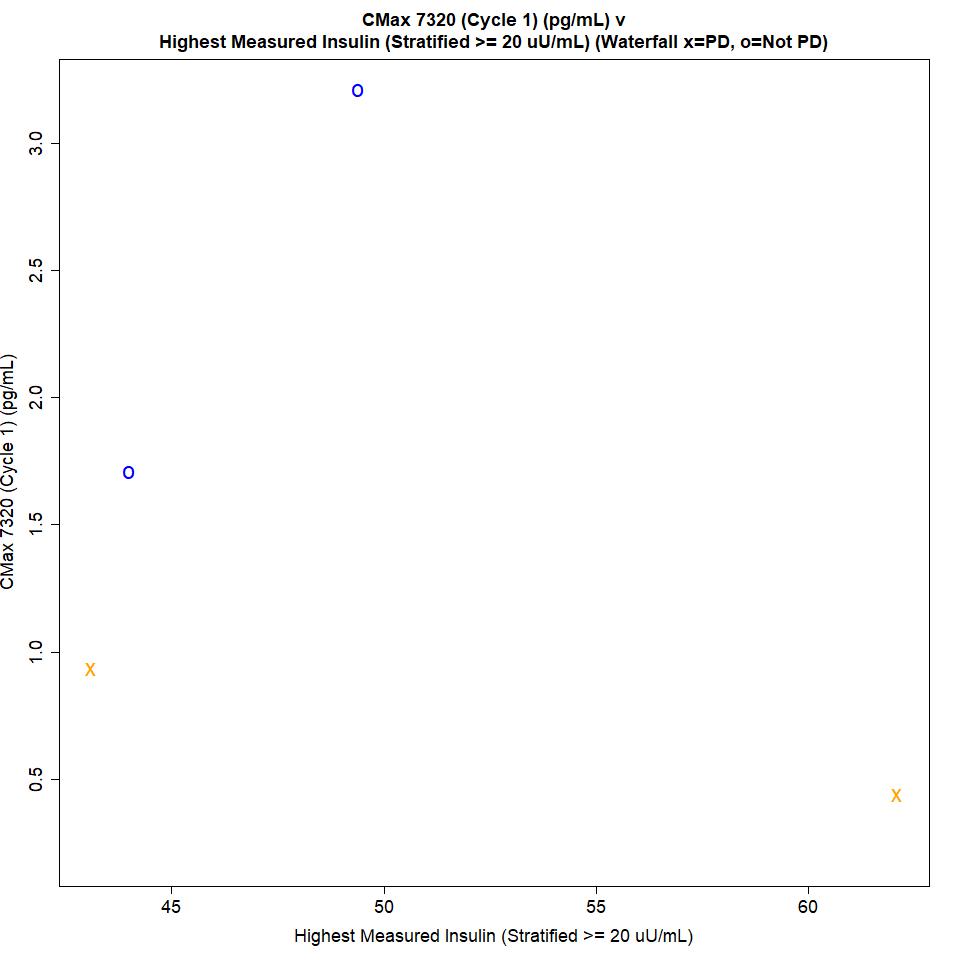 CMax 7320 (Cycle 1) (pg/mL) v
Highest Measured Insulin (Stratified >= 20 uU/mL) (Waterfall x=PD, o=Not PD)
CMax 7320 (Cycle 1) (pg/mL)
3.0
2.5
2.0
1.5
1.0
0.5
o
o
x
x
45
50
55
60
Highest Measured Insulin (Stratified >= 20 uU/mL)